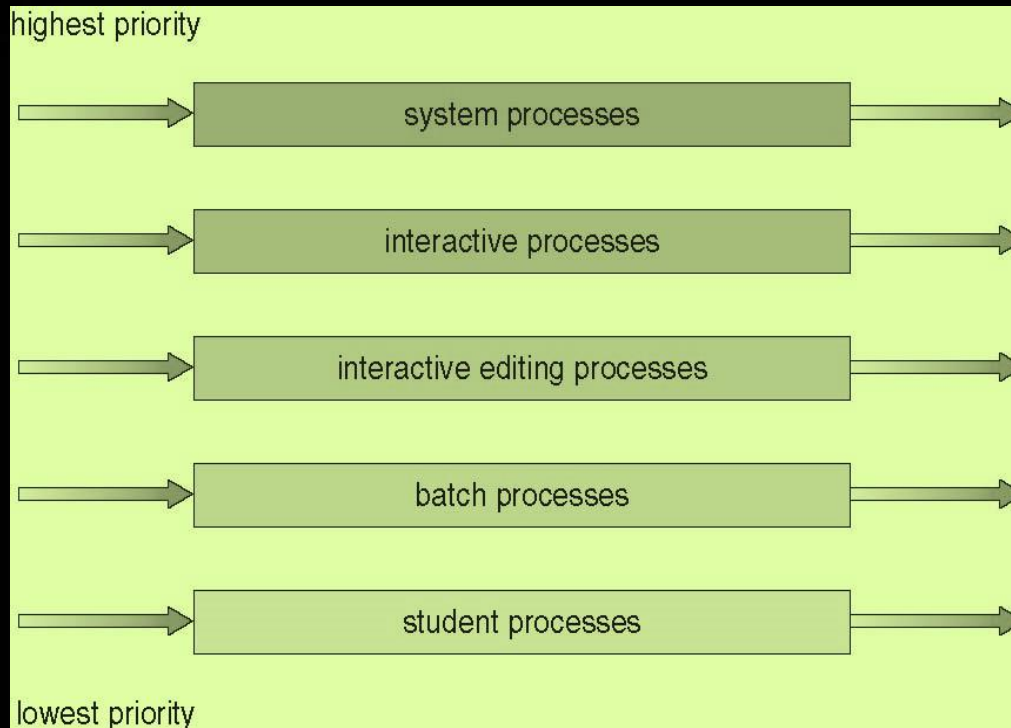 highest priority
system processes
interactive processes
interactive editing processes
batch processes
student processes
lowest priority